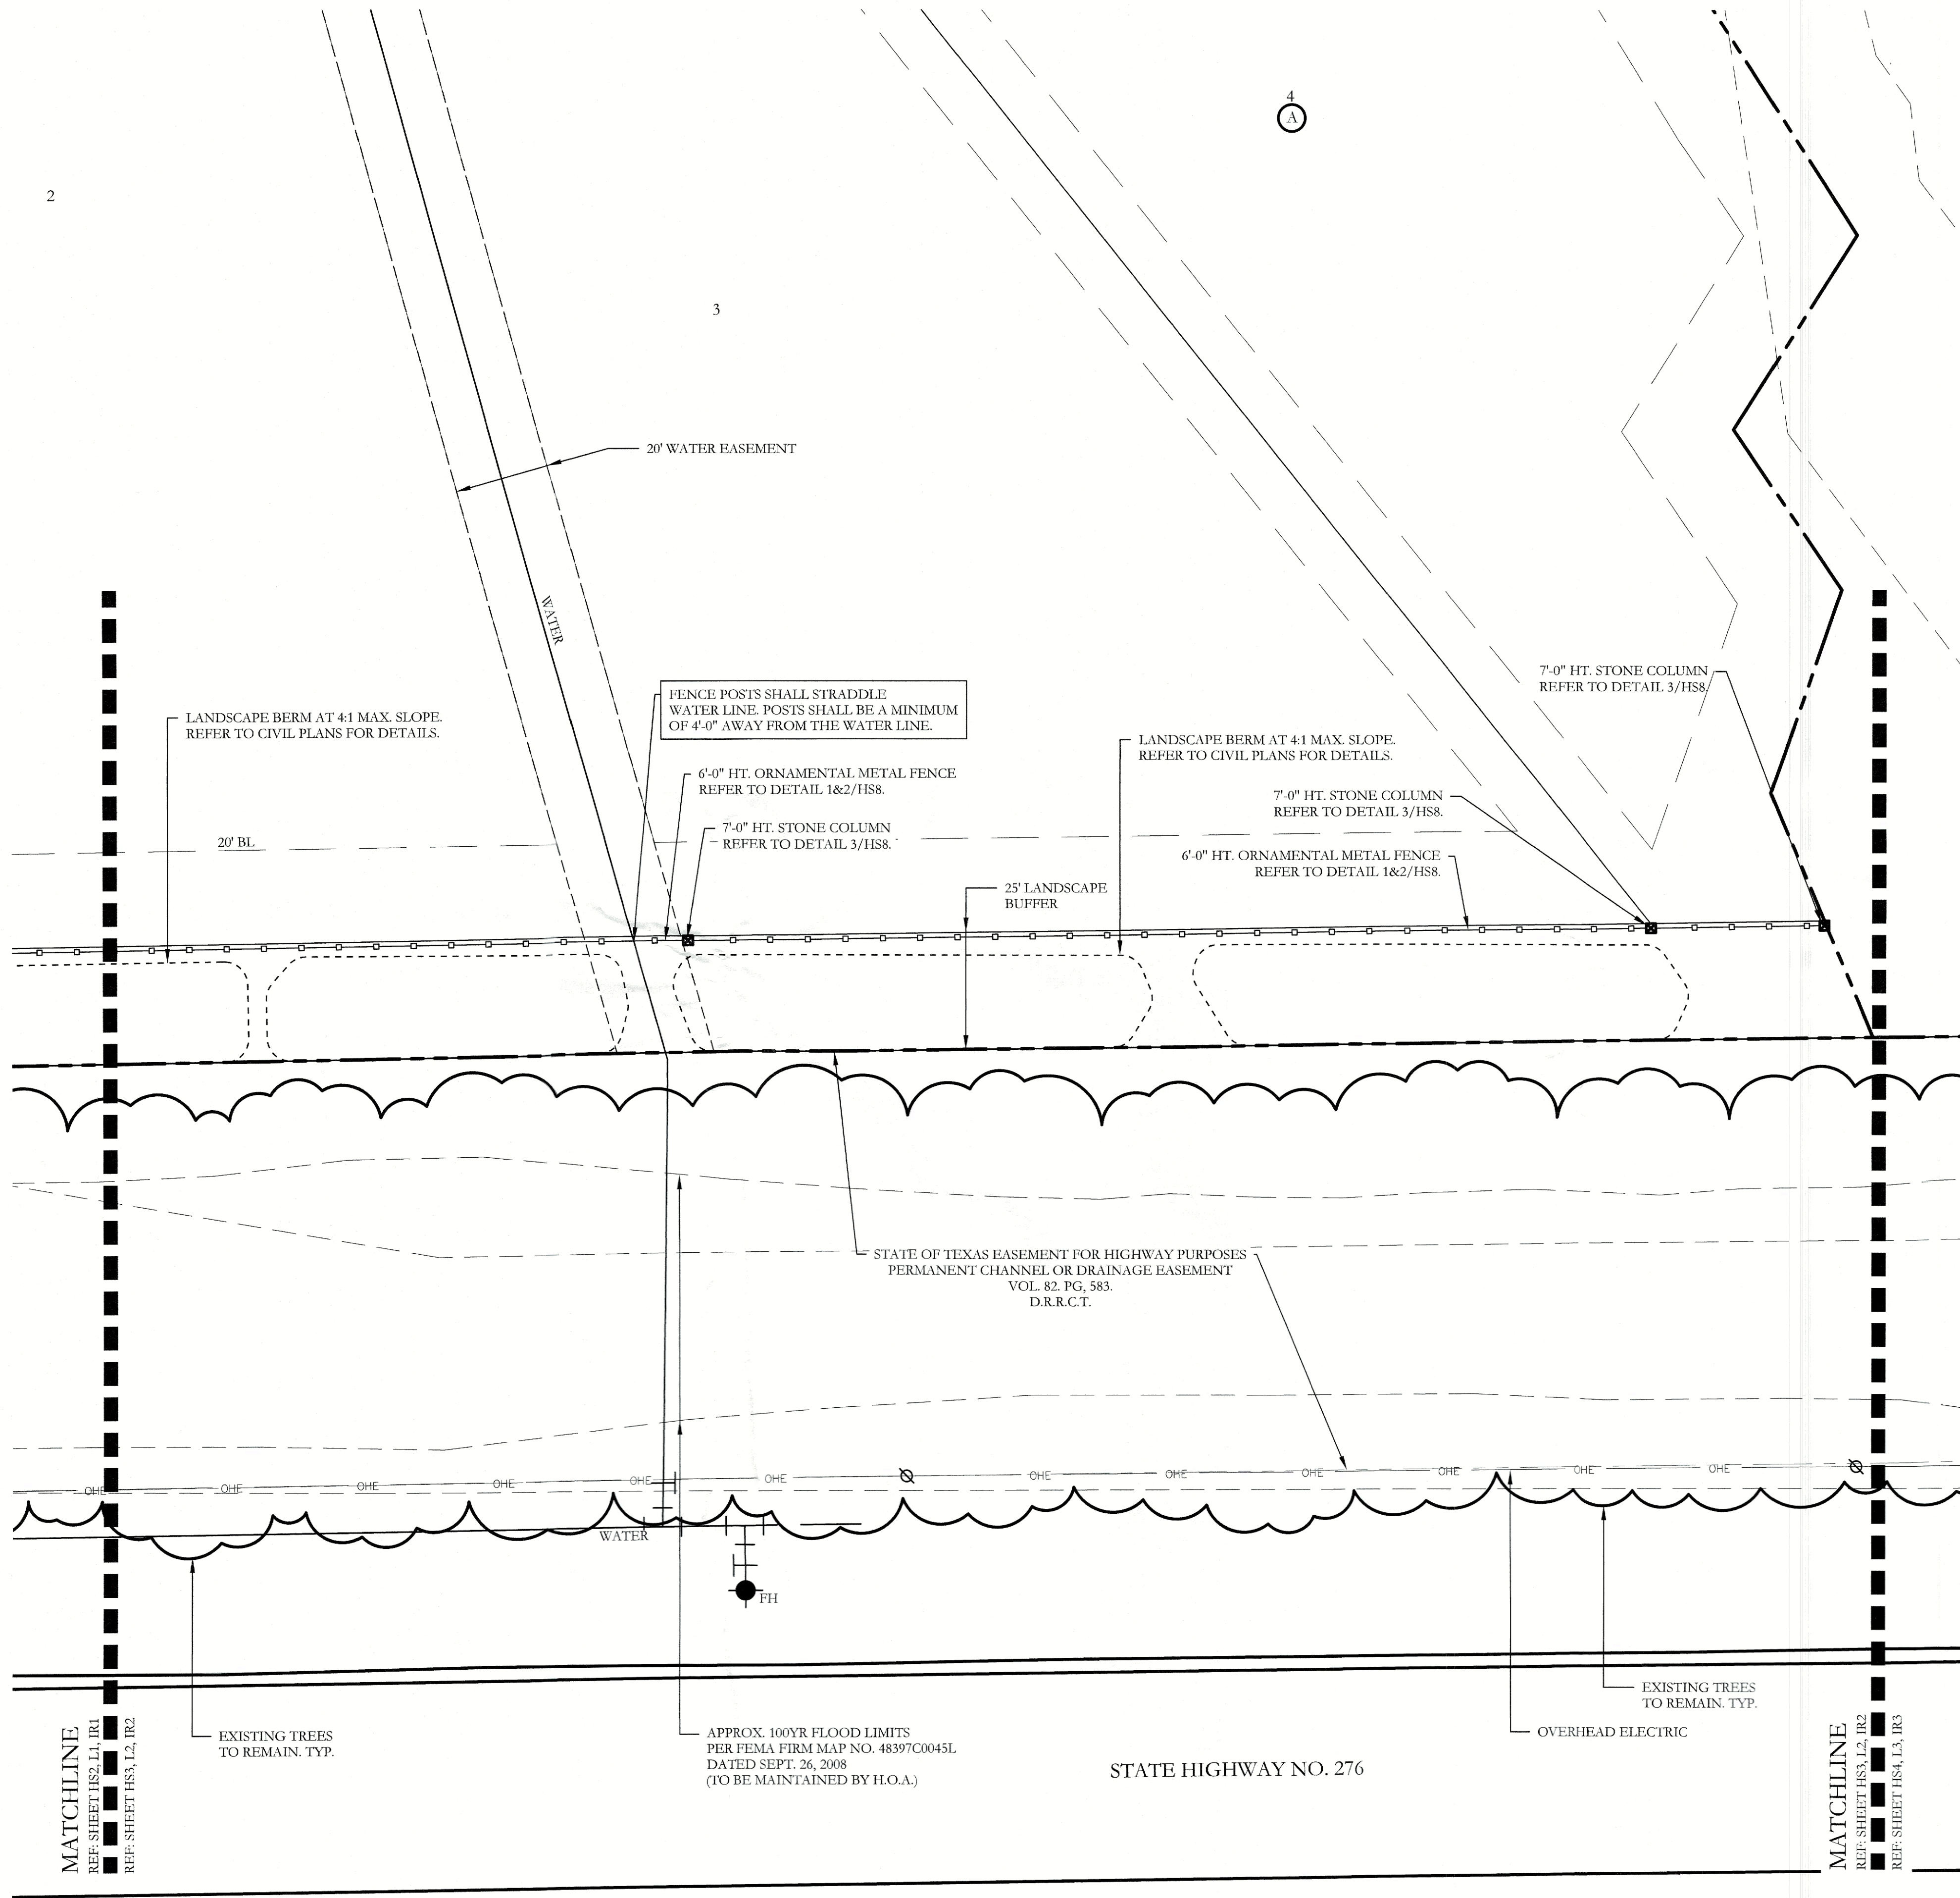 4
A
2
3
20' WATER EASEMENT
WATER
7'-0" HT. STONE COLUMN
REFER TO DETAIL 3/HS8.
FENCE POSTS SHALL STRADDLE
WATER LINE. POSTS SHALL BE A MINIMUM
OF 4'-0" AWAY FROM THE WATER LINE.
LANDSCAPE BERM AT 4:1 MAX. SLOPE.
REFER TO CIVIL PLANS FOR DETAILS.
LANDSCAPE BERM AT 4:1 MAX. SLOPE.
REFER TO CIVIL PLANS FOR DETAILS.
6'-0" HT. ORNAMENTAL METAL FENCE
REFER TO DETAIL 1&2/HS8.
7'-0" HT. STONE COLUMN
REFER TO DETAIL 3/HS8.
7'-0" HT. STONE COLUMN
REFER TO DETAIL 3/HS8.
20' BL
6'-0" HT. ORNAMENTAL METAL FENCE
REFER TO DETAIL 1&2/HS8.
25' LANDSCAPE
BUFFER
STATE OF TEXAS EASEMENT FOR HIGHWAY PURPOSES
PERMANENT CHANNEL OR DRAINAGE EASEMENT
VOL. 82. PG, 583.
D.R.R.C.T.
OHE OHE OHE OHE OHE OHE OHE OHE OHE OHE OHE OHE
WATER
FH
EXISTING TREES
TO REMAIN. TYP.
EXISTING TREES
TO REMAIN. TYP.
OVERHEAD ELECTRIC
APPROX. 100YR FLOOD LIMITS
PER FEMA FIRM MAP NO. 48397C0045L
DATED SEPT. 26, 2008
(TO BE MAINTAINED BY H.O.A.)
STATE HIGHWAY NO. 276
MATCHLINE
REF: SHEET HS2, L1, IR1
REF: SHEET HS3, L2, IR2
MATCHLINE
REF: SHEET HS3, L2, IR2
REF: SHEET HS4, L3, IR3